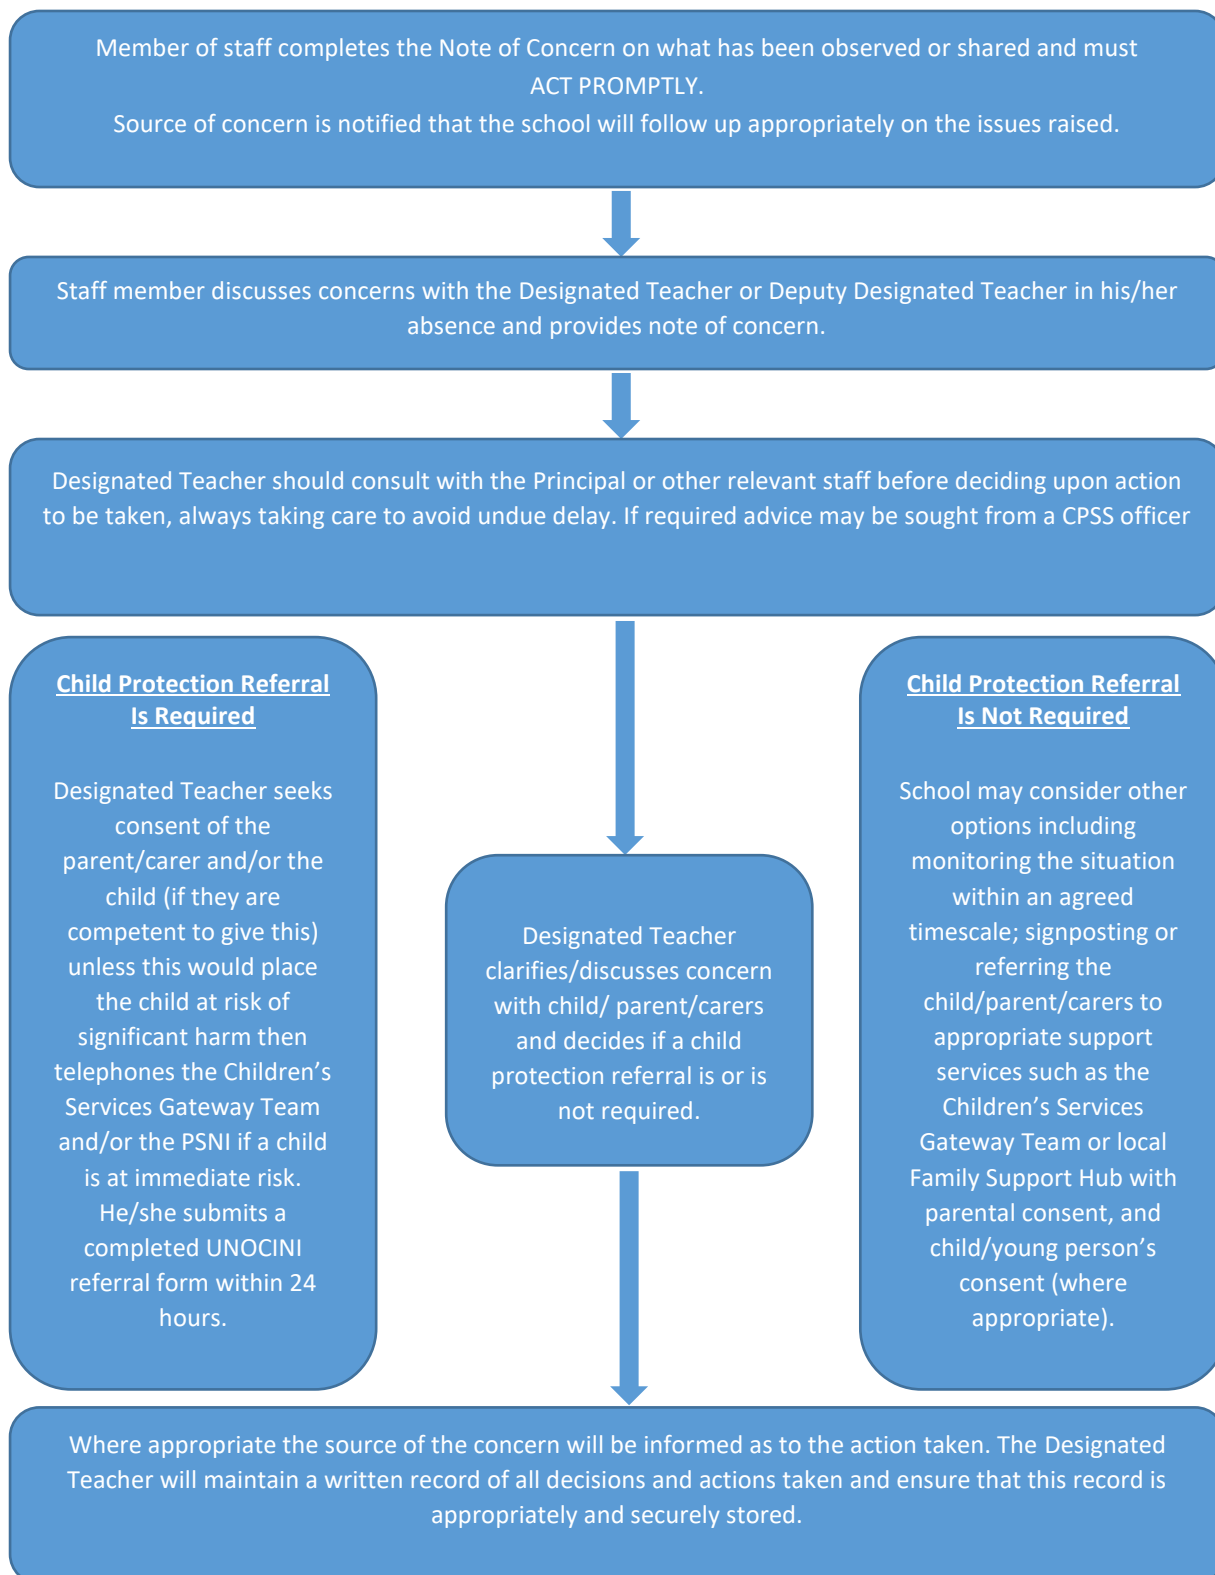 Member of staff completes the Note of Concern on what has been observed or shared and must
ACT PROMPTLY.
Source of concern is notified that the school will follow up appropriately on the issues raised.
Staff member discusses concerns with the Designated Teacher or Deputy Designated Teacher in his/her
absence and provides note of concern.
Designated Teacher should consult with the Principal or other relevant staff before deciding upon action
to be taken, always taking care to avoid undue delay. If required advice may be sought from a CPSS officer
Child Protection Referral
Is Required
Designated Teacher seeks
consent of the
parent/carer and/or the
child (if they are
competent to give this)
unless this would place
the child at risk of
significant harm then
telephones the Children’s
Services Gateway Team
and/or the PSNI if a child
is at immediate risk.
He/she submits a
completed UNOCINI
referral form within 24
hours.
Designated Teacher
clarifies/discusses concern
with child/ parent/carers
and decides if a child
protection referral is or is
not required.
Child Protection Referral
Is Not Required
School may consider other
options including
monitoring the situation
within an agreed
timescale; signposting or
referring the
child/parent/carers to
appropriate support
services such as the
Children’s Services
Gateway Team or local
Family Support Hub with
parental consent, and
child/young person’s
consent (where
appropriate).
Where appropriate the source of the concern will be informed as to the action taken. The Designated
Teacher will maintain a written record of all decisions and actions taken and ensure that this record is
appropriately and securely stored.